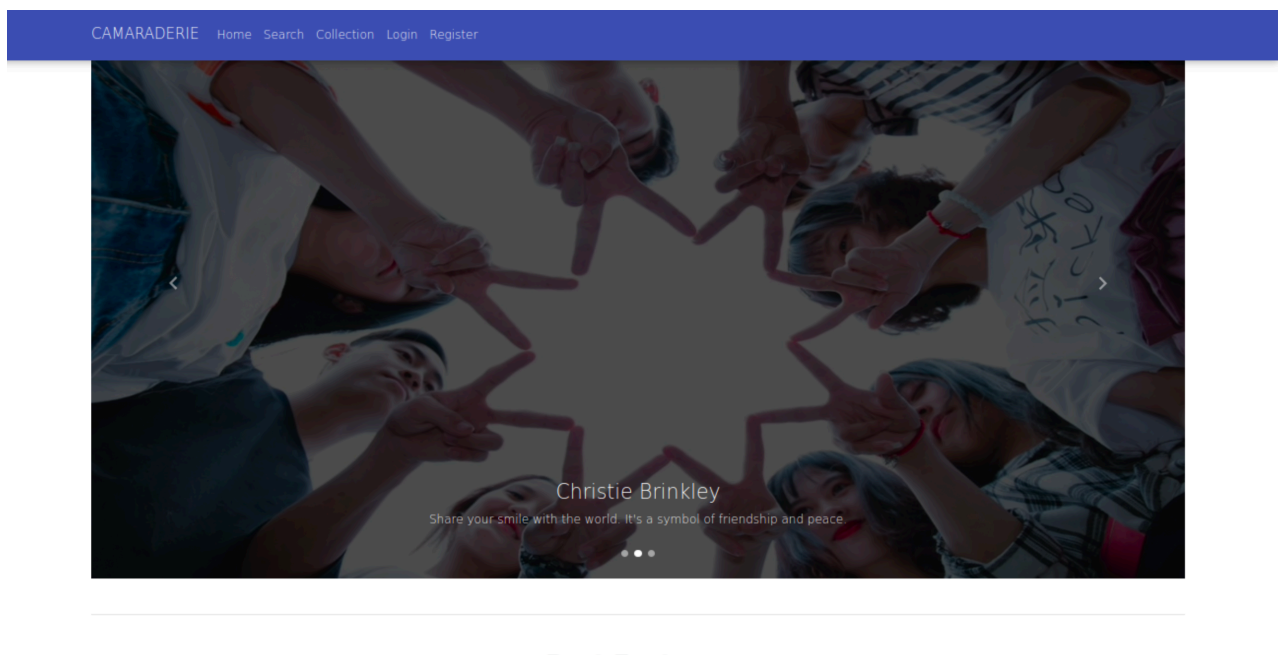 CAMARADERIE Home Search Collection Login Register
Christie Brinkley
Share your smile with the world. It's a symbol of friendship and peace.